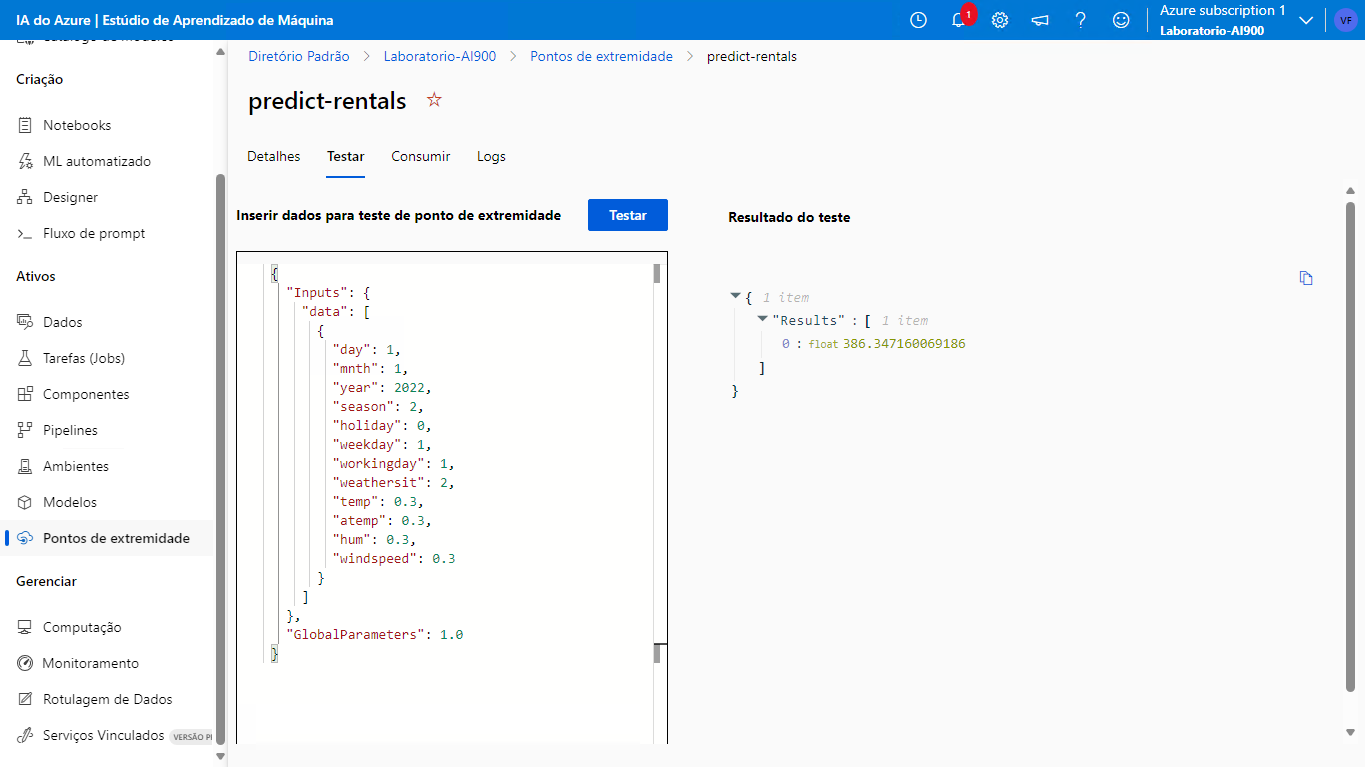 IA do Azure | Estúdio de Aprendizado de Máquina
1
Azure subscription 1
Laboratorio-AI900
VF
Catálogo de modelos
Criação
Notebooks
ML automatizado
Designer
Fluxo de prompt
Ativos
Dados
Tarefas (Jobs)
Componentes
Pipelines
Ambientes
Modelos
Pontos de extremidade
Gerenciar
Computação
Monitoramento
Rotulagem de Dados
Serviços Vinculados VERSÃO PR
Diretório Padrão > Laboratorio-AI900 > Pontos de extremidade > predict-rentals
predict-rentals
Detalhes Testar Consumir Logs
Inserir dados para teste de ponto de extremidade Testar
{
"Inputs": {
"data": [
{
"day": 1,
"mnth": 1,
"year": 2022,
"season": 2,
"holiday": 0,
"weekday": 1,
"workingday": 1,
"weathersit": 2,
"temp": 0.3,
"atemp": 0.3,
"hum": 0.3,
"windspeed": 0.3
}
]
},
"GlobalParameters": 1.0
}
Resultado do teste
{ 1 item
"Results" : [ 1 item
0 : float 386.347160069186
]
}